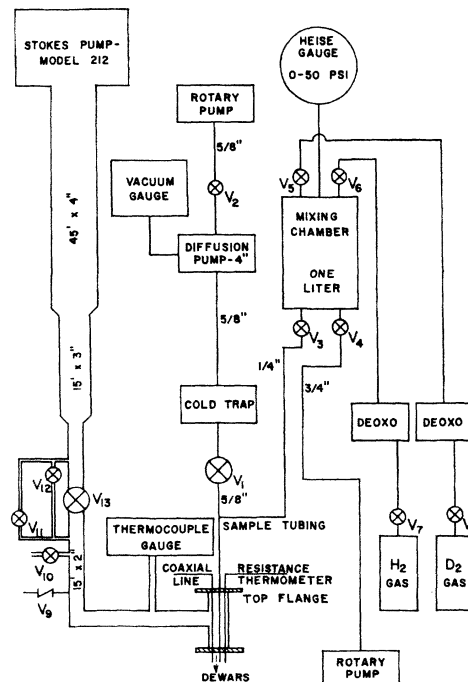 STOKES PUMP-
MODEL 212
HEISE
GAUGE
0-50 PSI
ROTARY
PUMP
5/8"
V2
VACUUM
GAUGE
DIFFUSION
PUMP-4"
V5
V6
MIXING
CHAMBER
ONE
LITER
45' x 4"
5/8"
V3
V4
1/4"
3/4"
15' x 3"
COLD TRAP
DEOXO
DEOXO
V12
V13
V1
5/8"
V11
THERMOCOUPLE
GAUGE
SAMPLE TUBING
V7
V
V10
15' x 2"
COAXIAL
LINE
RESISTANCE
THERMOMETER
TOP FLANGE
H2
GAS
D2
GAS
V9
DEWARS
ROTARY
PUMP